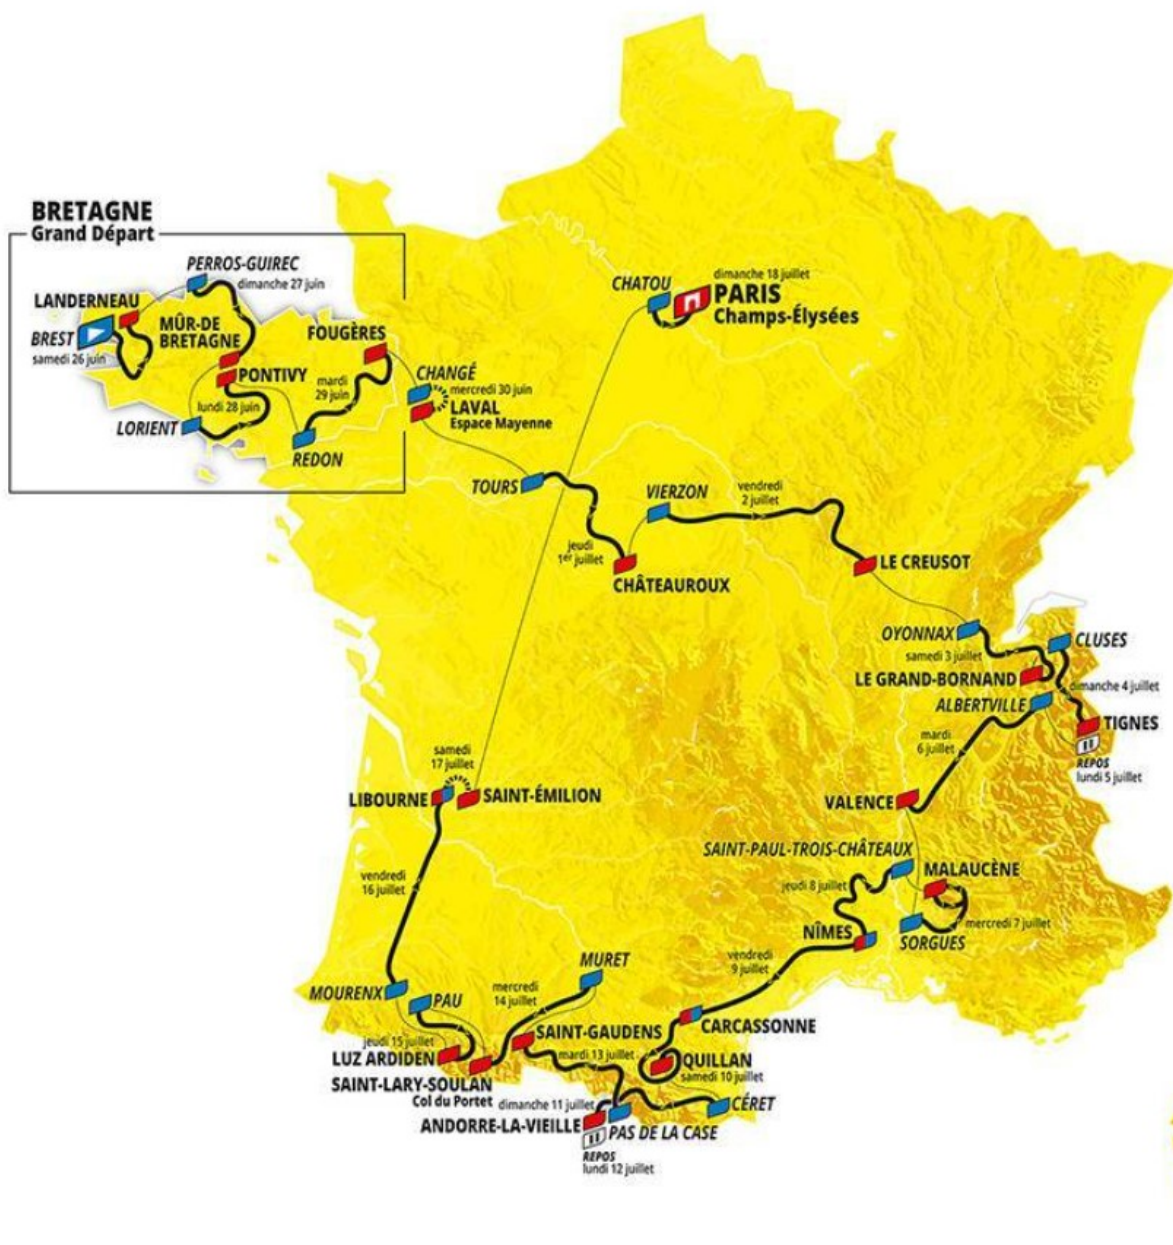 BRETAGNE
Grand Départ
PERROS-GUIREC
dimanche 27 juin
LANDERNEAU
BREST
samedi 26 juin
MÛR-DE
BRETAGNE
PONTIVY
lundi 28 juin
LORIENT
FOUGÈRES
mardi
29 juin
REDON
CHANGÉ
mercredi 30 juin
LAVAL
Espace Mayenne
CHATOU
dimanche 18 juillet
PARIS
Champs-Élysées
TOURS
jeudi
1er juillet
CHÂTEAUROUX
VIERZON
vendredi
2 juillet
LE CREUSOT
OYONNAX
samedi 3 juillet
CLUSES
LE GRAND-BORNAND
dimanche 4 juillet
ALBERTVILLE
TIGNES
REPOS
lundi 5 juillet
mardi
6 juillet
VALENCE
samedi
17 juillet
LIBOURNE
SAINT-ÉMILION
SAINT-PAUL-TROIS-CHÂTEAUX
MALAUCÈNE
jeudi 8 juillet
mercredi 7 juillet
SORGUES
NÎMES
vendredi
9 juillet
vendredi
16 juillet
MURET
mercredi
14 juillet
MOURENX
PAU
jeudi 15 juillet
LUZ ARDIDEN
SAINT-LARY-SOULAN
Col du Portet
SAINT-GAUDENS
mardi 13 juillet
CARCASSONNE
QUILLAN
samedi 10 juillet
CÉRET
dimanche 11 juillet
ANDORRE-LA-VIEILLE
PAS DE LA CASE
REPOS
lundi 12 juillet